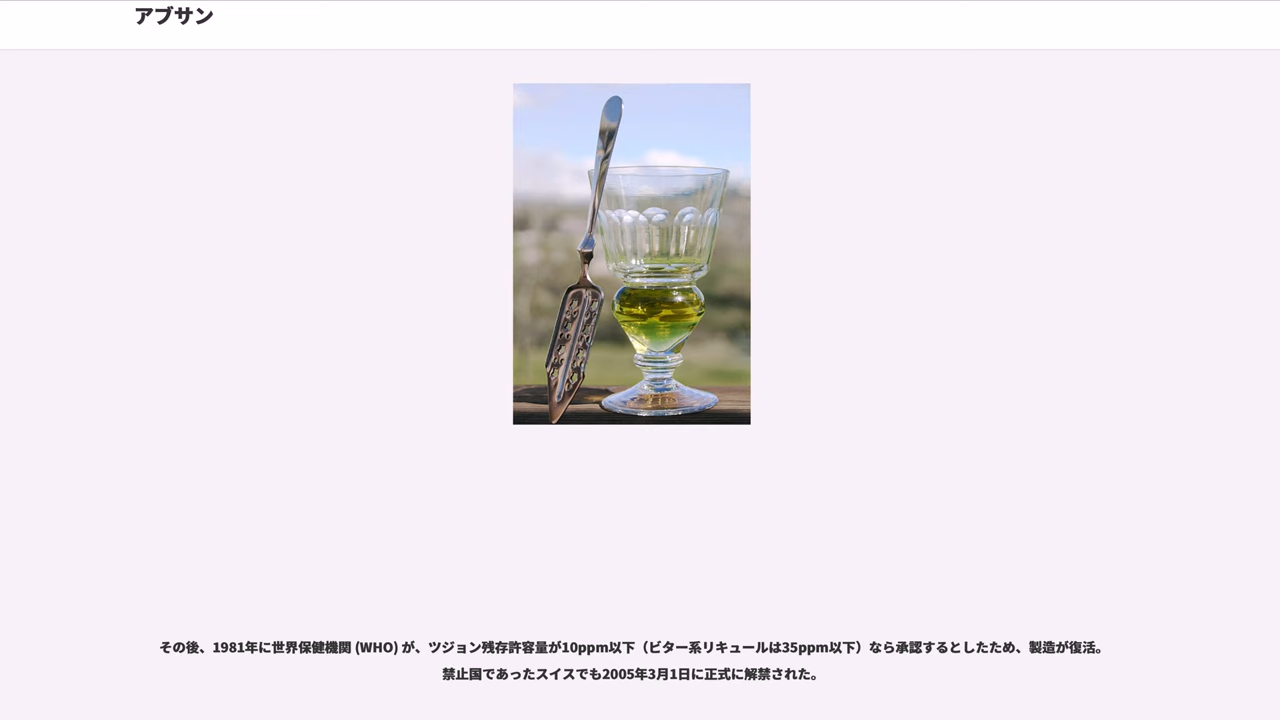 アブサン
その後、1981年に世界保健機関 (WHO) が、ツジョン残存許容量が10ppm以下（ビター系リキュールは35ppm以下）なら承認するとしたため、製造が復活。
禁止国であったスイスでも2005年3月1日に正式に解禁された。